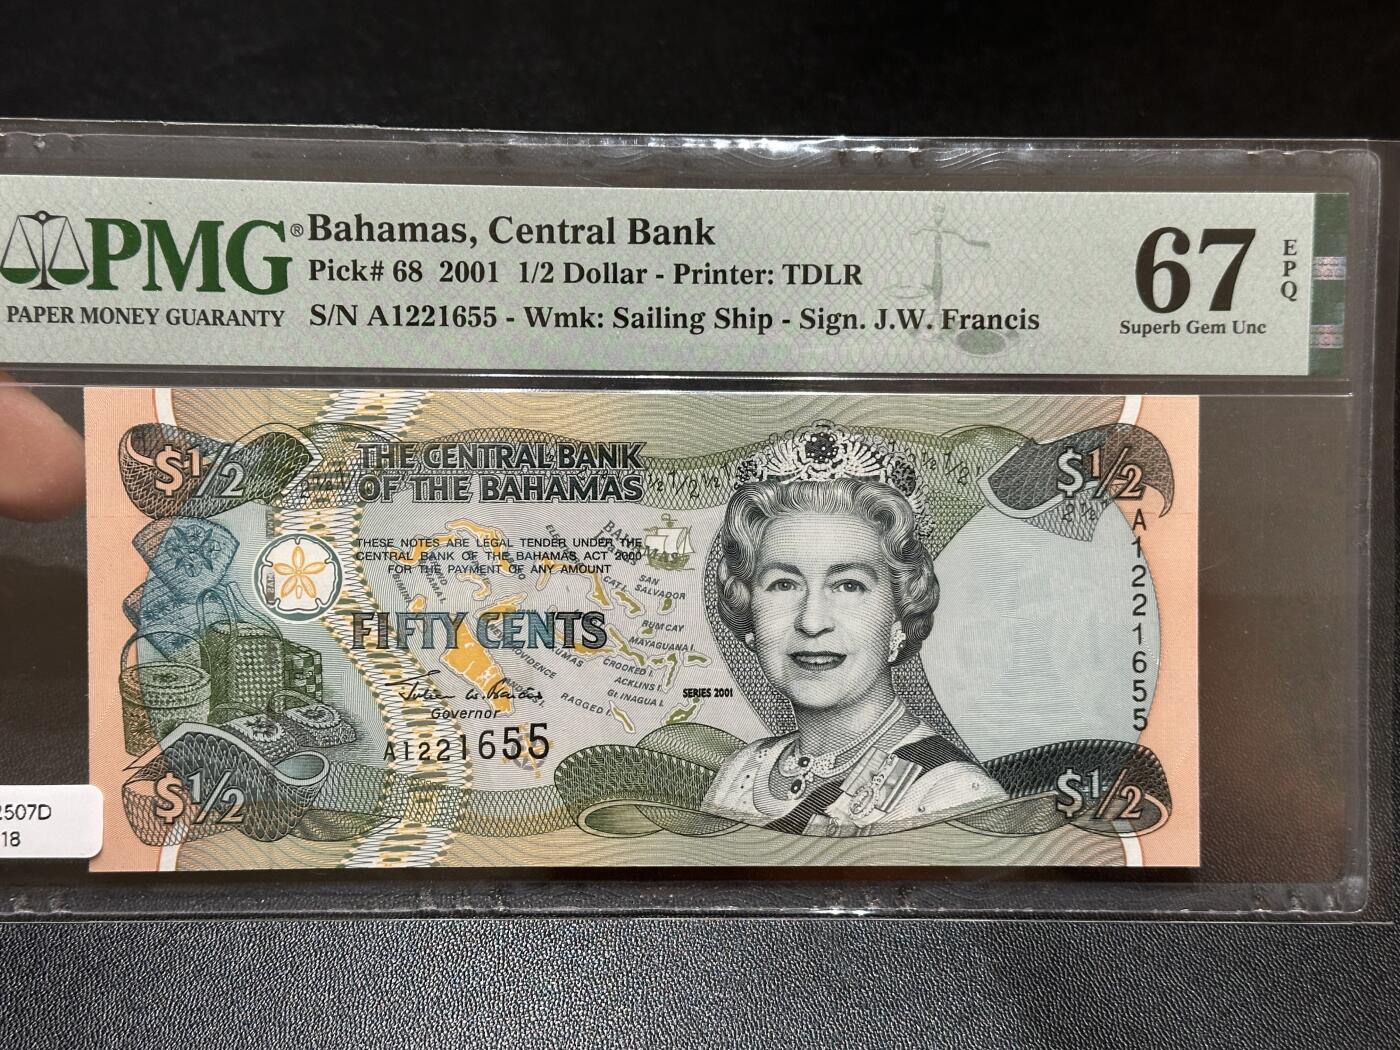 PMG®
PAPER MONEY GUARANTY
Bahamas, Central Bank
Pick# 68 2001 1/2 Dollar - Printer: TDLR
S/N A1221655 - Wmk: Sailing Ship - Sign. J.W. Francis
67
EPQ
Superb Gem Unc
$1/2
$1/2
THE CENTRAL BANK
OF THE BAHAMAS
THESE NOTES ARE LEGAL TENDER UNDER THE
CENTRAL BANK OF THE BAHAMAS ACT 2000
FOR THE PAYMENT OF ANY AMOUNT
FIFTY CENTS
BAHAMAS
BIMINI
CAT I.
SAN
SALVADOR
RUM CAY
MAYAGUANA I.
CROOKED I.
ACKLINS I.
Gt. INAGUA I.
RAGGED I.
SERIES 2001
Governor
A1221655
A1221655
$1/2
$1/2
2507D
18